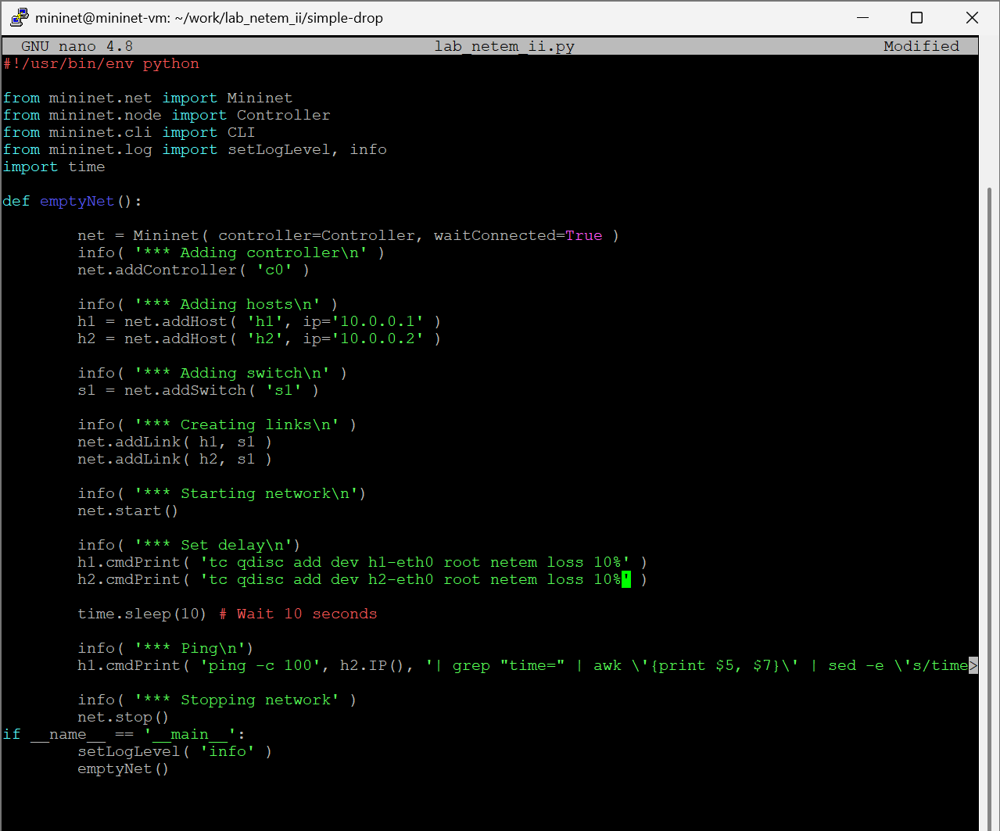 mininet@mininet-vm: ~/work/lab_netem_ii/simple-drop
GNU nano 4.8 lab_netem_ii.py Modified
#!/usr/bin/env python
from mininet.net import Mininet
from mininet.node import Controller
from mininet.cli import CLI
from mininet.log import setLogLevel, info
import time
def emptyNet():
net = Mininet( controller=Controller, waitConnected=True )
info( '*** Adding controller\n' )
net.addController( 'c0' )
info( '*** Adding hosts\n' )
h1 = net.addHost( 'h1', ip='10.0.0.1' )
h2 = net.addHost( 'h2', ip='10.0.0.2' )
info( '*** Adding switch\n' )
s1 = net.addSwitch( 's1' )
info( '*** Creating links\n' )
net.addLink( h1, s1 )
net.addLink( h2, s1 )
info( '*** Starting network\n')
net.start()
info( '*** Set delay\n')
h1.cmdPrint( 'tc qdisc add dev h1-eth0 root netem loss 10%' )
h2.cmdPrint( 'tc qdisc add dev h2-eth0 root netem loss 10%' )
time.sleep(10) # Wait 10 seconds
info( '*** Ping\n')
h1.cmdPrint( 'ping -c 100', h2.IP(), '| grep "time=" | awk \'{print $5, $7}\' | sed -e \'s/time>
info( '*** Stopping network' )
net.stop()
if __name__ == '__main__':
setLogLevel( 'info' )
emptyNet()